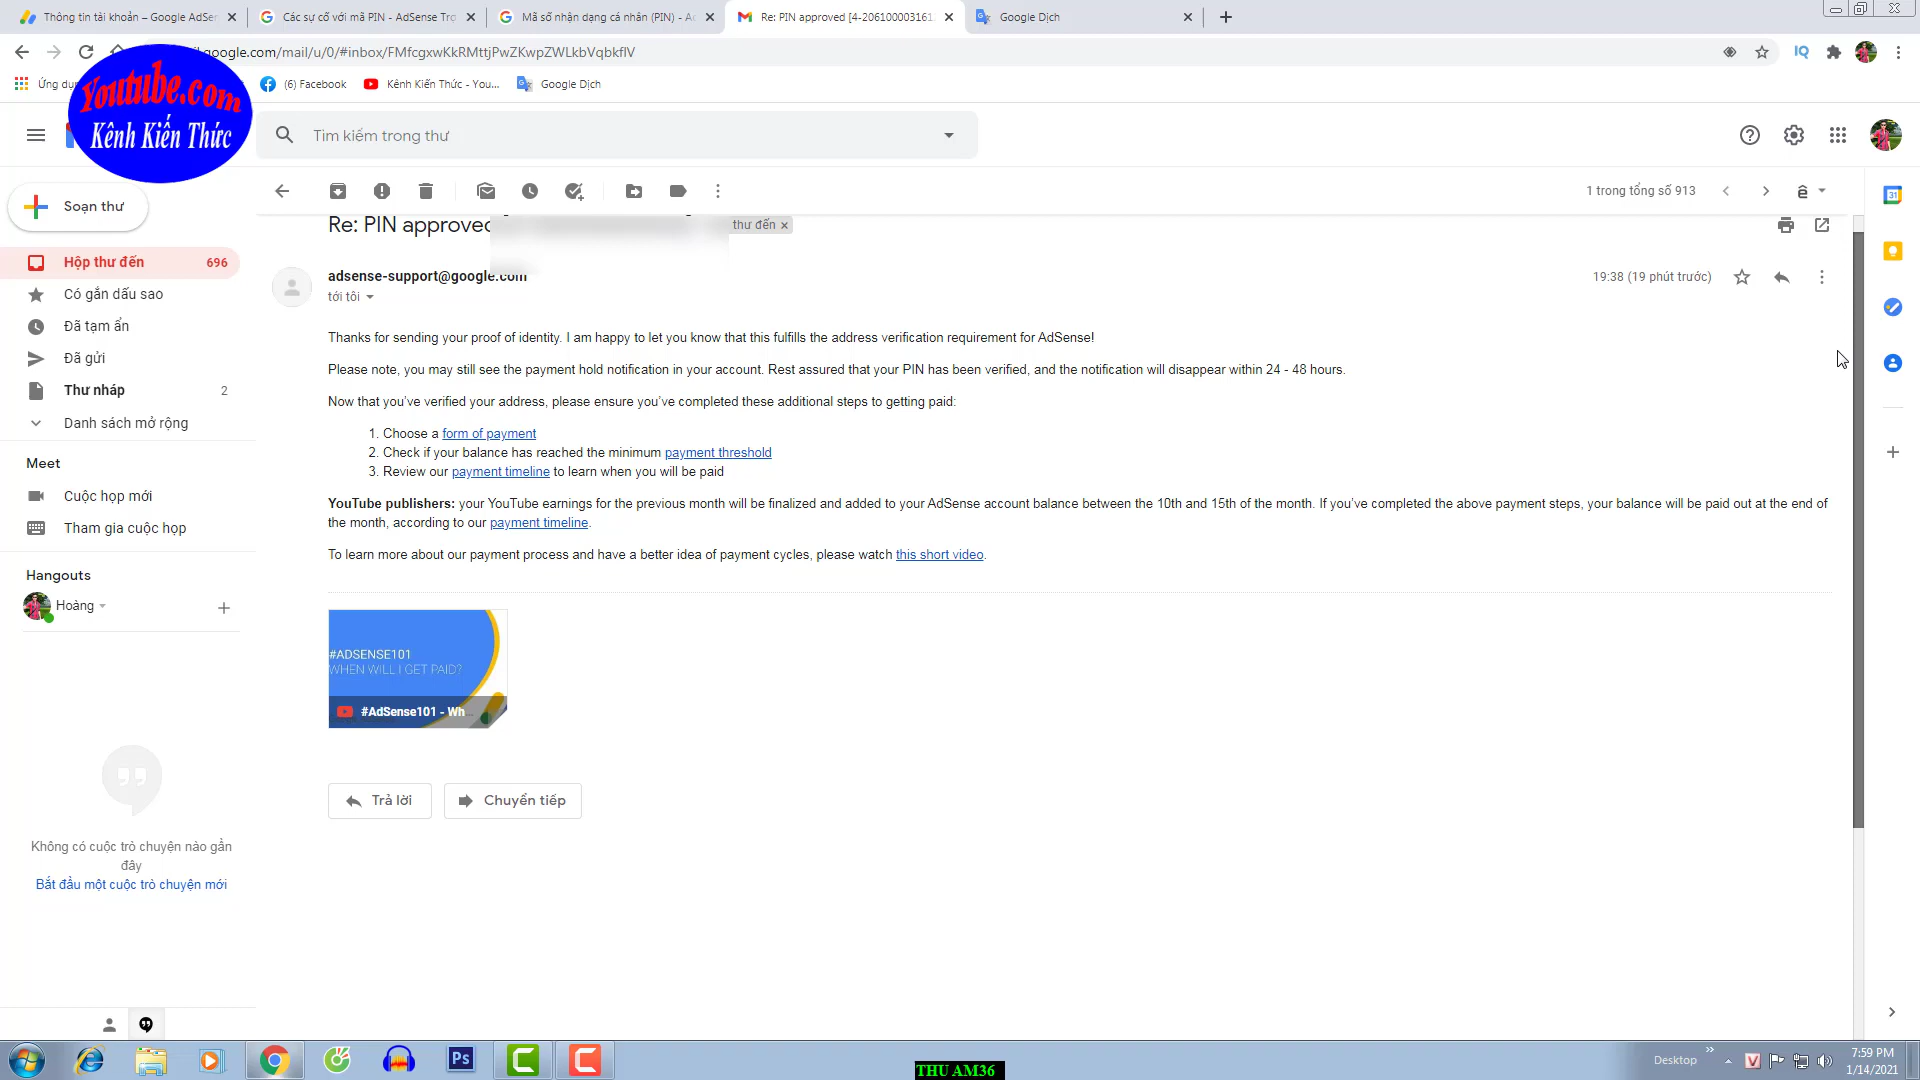 Thông tin tài khoản – Google AdSen
Các sự cố với mã PIN - AdSense Trợ
Mã số nhận dạng cá nhân (PIN) - Ad
Re: PIN approved [4-2061000031613
Google Dịch
google.com/mail/u/0/#inbox/FMfcgxwKkRMttjPwZKwpZWLkbVqbkflV
IQ
Ứng dụ
(6) Facebook
Kênh Kiến Thức - You...
Google Dịch
Youtube.com
Kênh Kiến Thức
Tìm kiếm trong thư
Soạn thư
1 trong tổng số 913
ê
31
Re: PIN approved
thư đến ×
Hộp thư đến 696
Có gắn dấu sao
Đã tạm ẩn
Đã gửi
Thư nháp 2
Danh sách mở rộng
Meet
Cuộc họp mới
Tham gia cuộc họp
Hangouts
Hoàng
Không có cuộc trò chuyện nào gần
đây
Bắt đầu một cuộc trò chuyện mới
adsense-support@google.com
19:38 (19 phút trước)
tới tôi
Thanks for sending your proof of identity. I am happy to let you know that this fulfills the address verification requirement for AdSense!
Please note, you may still see the payment hold notification in your account. Rest assured that your PIN has been verified, and the notification will disappear within 24 - 48 hours.
Now that you've verified your address, please ensure you've completed these additional steps to getting paid:
1. Choose a form of payment
2. Check if your balance has reached the minimum payment threshold
3. Review our payment timeline to learn when you will be paid
YouTube publishers: your YouTube earnings for the previous month will be finalized and added to your AdSense account balance between the 10th and 15th of the month. If you've completed the above payment steps, your balance will be paid out at the end of
the month, according to our payment timeline.
To learn more about our payment process and have a better idea of payment cycles, please watch this short video.
#ADSENSE101
WHEN WILL I GET PAID?
#AdSense101 - Wh
Trả lời
Chuyển tiếp
Ps
THU AM36
Desktop
V
7:59 PM
1/14/2021